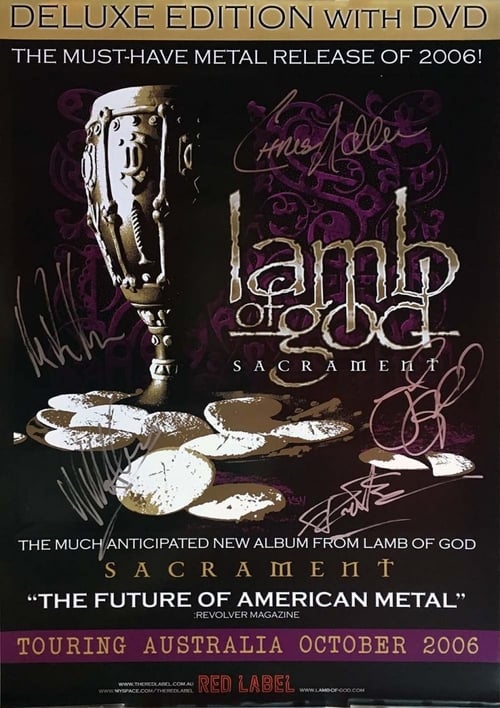 DELUXE EDITION WITH DVD
THE MUST-HAVE METAL RELEASE OF 2006!
Chris Adler
lamb
of god
SACRAMENT
THE MUCH ANTICIPATED NEW ALBUM FROM LAMB OF GOD
SACRAMENT
“THE FUTURE OF AMERICAN METAL”
:REVOLVER MAGAZINE
TOURING AUSTRALIA OCTOBER 2006
WWW.THEREDLABEL.COM.AU
WWW.MYSPACE.COM/THEREDLABEL RED LABEL WWW.LAMB-OF-GOD.COM